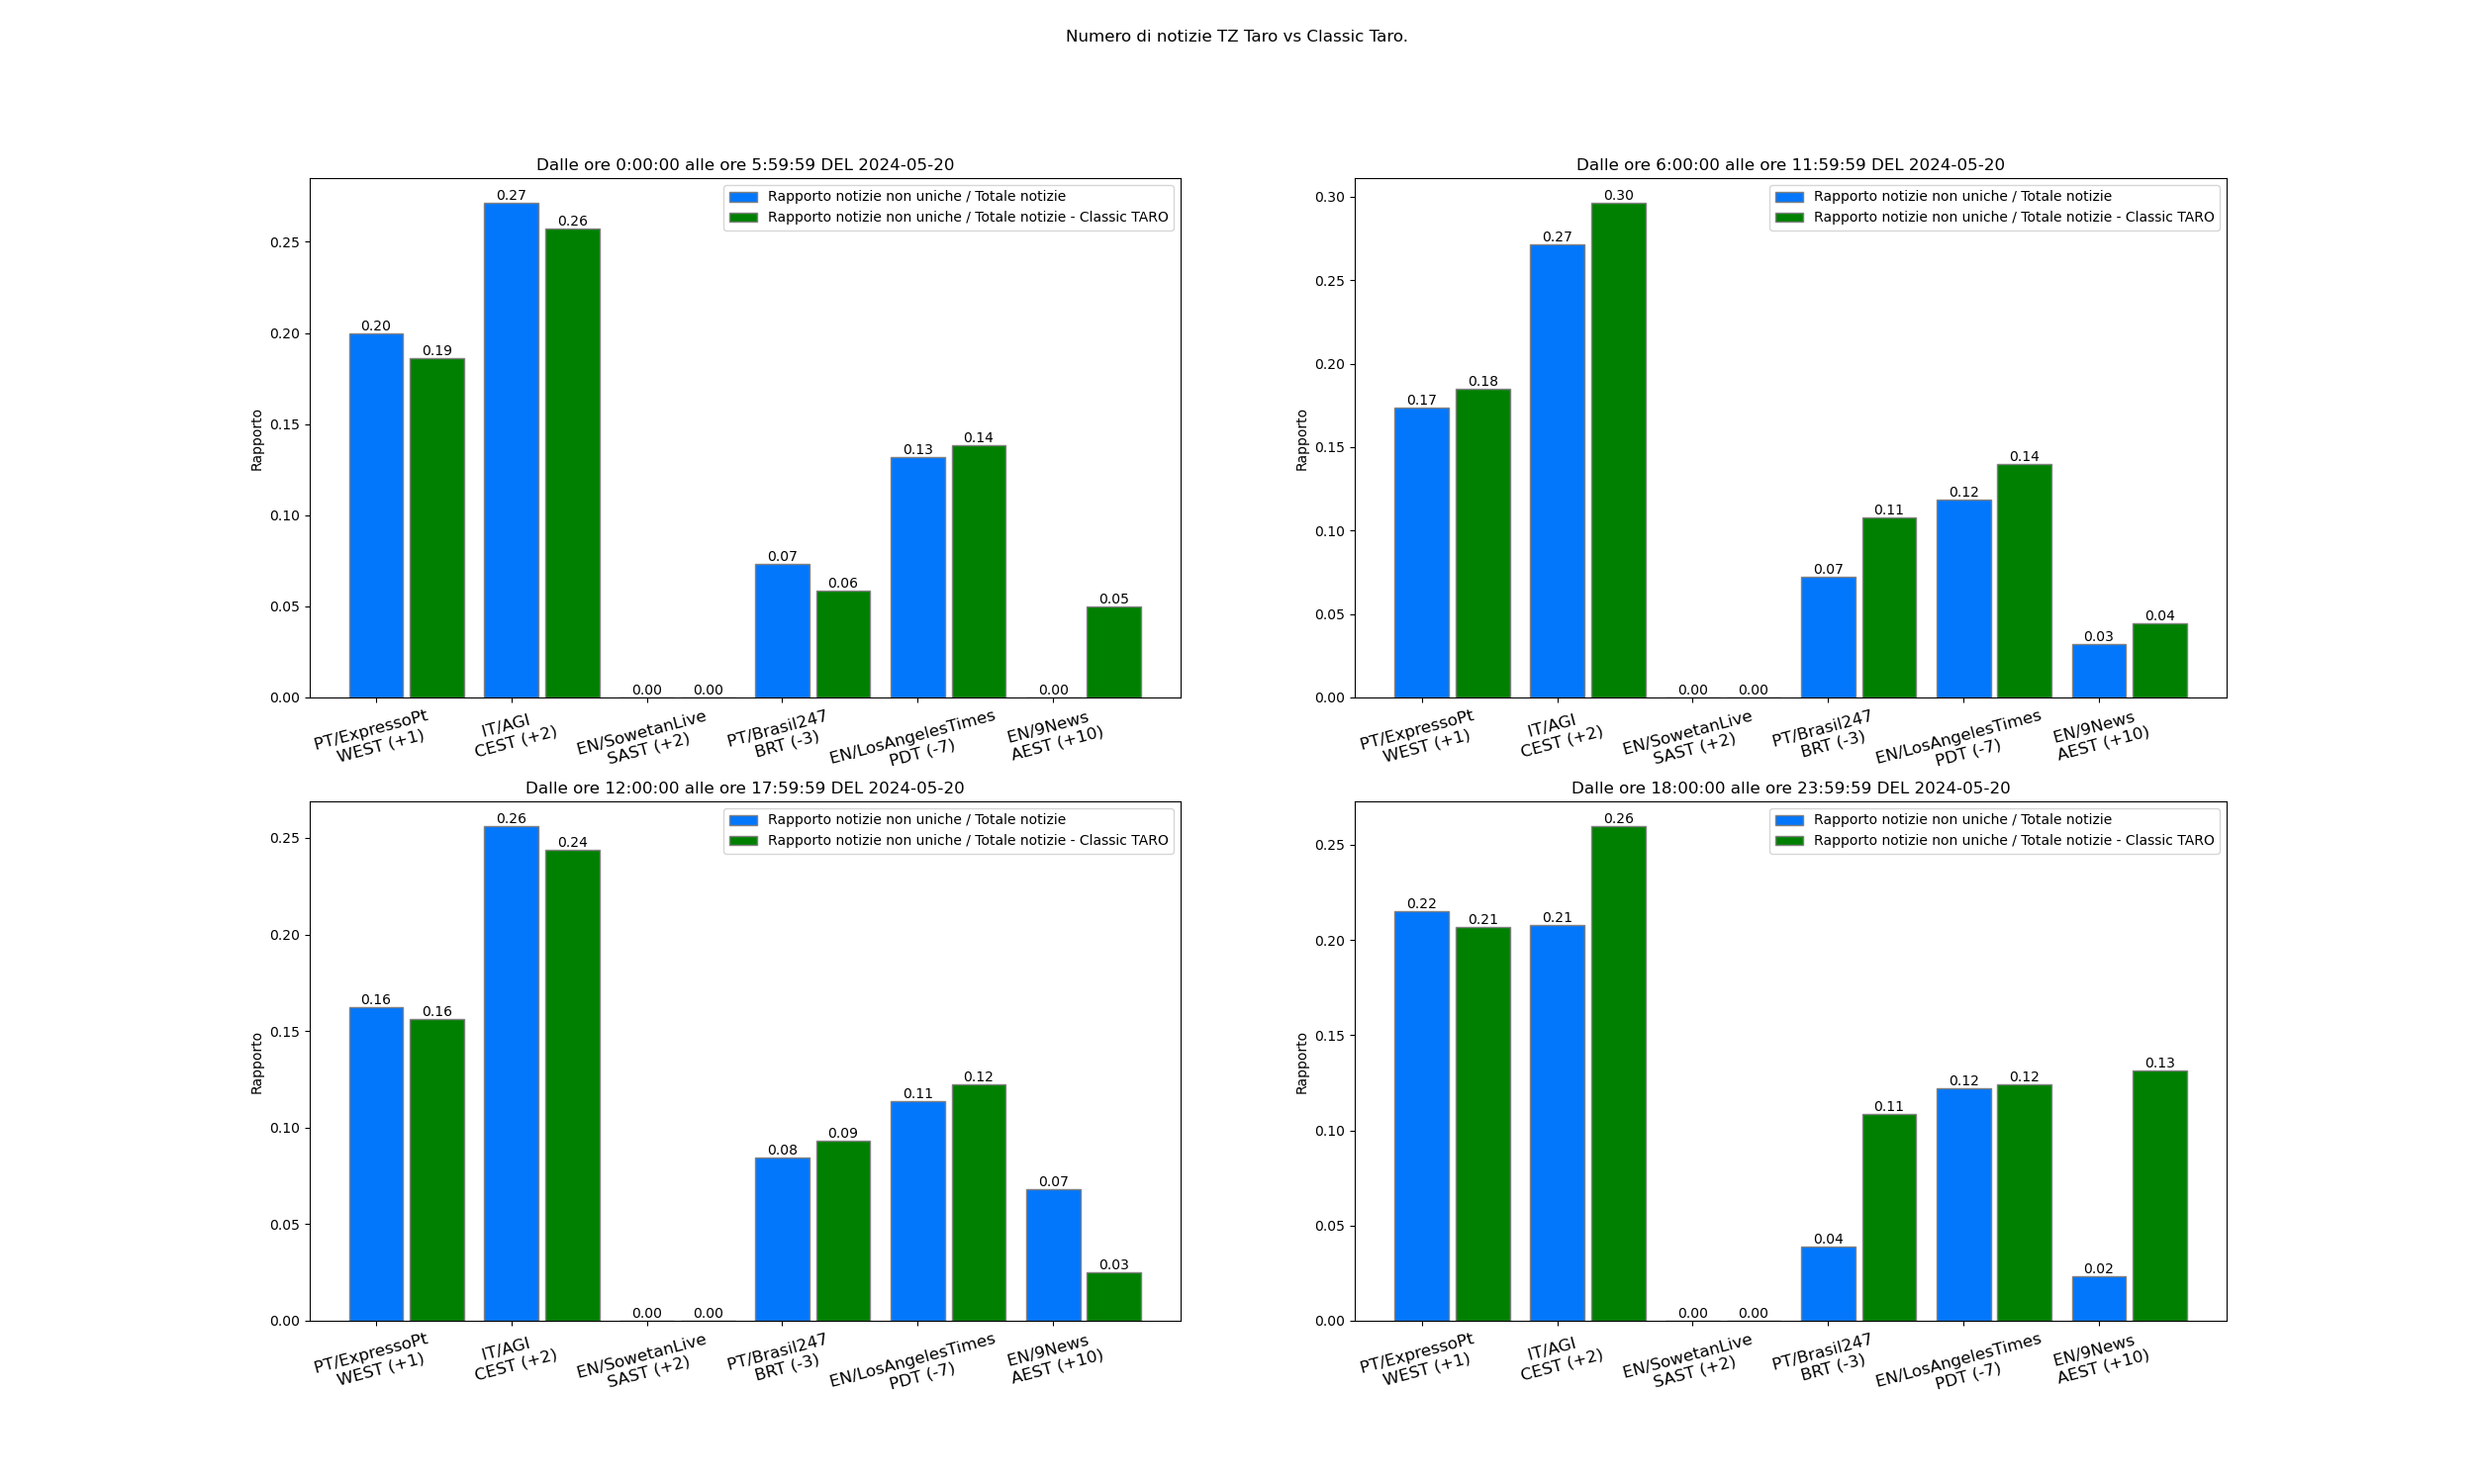 Numero di notizie TZ Taro vs Classic Taro.
Dalle ore 0:00:00 alle ore 5:59:59 DEL 2024-05-20
Rapporto notizie non uniche / Totale notizie
Rapporto notizie non uniche / Totale notizie - Classic TARO
Rapporto
0.25
0.20
0.15
0.10
0.05
0.00
0.20
0.19
0.27
0.26
0.00
0.00
0.07
0.06
0.13
0.14
0.00
0.05
PT/ExpressoPt
WEST (+1)
IT/AGI
CEST (+2)
EN/SowetanLive
SAST (+2)
PT/Brasil247
BRT (-3)
EN/LosAngelesTimes
PDT (-7)
EN/9News
AEST (+10)
Dalle ore 6:00:00 alle ore 11:59:59 DEL 2024-05-20
Rapporto notizie non uniche / Totale notizie
Rapporto notizie non uniche / Totale notizie - Classic TARO
Rapporto
0.30
0.25
0.20
0.15
0.10
0.05
0.00
0.17
0.18
0.27
0.30
0.00
0.00
0.07
0.11
0.12
0.14
0.03
0.04
PT/ExpressoPt
WEST (+1)
IT/AGI
CEST (+2)
EN/SowetanLive
SAST (+2)
PT/Brasil247
BRT (-3)
EN/LosAngelesTimes
PDT (-7)
EN/9News
AEST (+10)
Dalle ore 12:00:00 alle ore 17:59:59 DEL 2024-05-20
Rapporto notizie non uniche / Totale notizie
Rapporto notizie non uniche / Totale notizie - Classic TARO
Rapporto
0.25
0.20
0.15
0.10
0.05
0.00
0.16
0.16
0.26
0.24
0.00
0.00
0.08
0.09
0.11
0.12
0.07
0.03
PT/ExpressoPt
WEST (+1)
IT/AGI
CEST (+2)
EN/SowetanLive
SAST (+2)
PT/Brasil247
BRT (-3)
EN/LosAngelesTimes
PDT (-7)
EN/9News
AEST (+10)
Dalle ore 18:00:00 alle ore 23:59:59 DEL 2024-05-20
Rapporto notizie non uniche / Totale notizie
Rapporto notizie non uniche / Totale notizie - Classic TARO
Rapporto
0.25
0.20
0.15
0.10
0.05
0.00
0.22
0.21
0.21
0.26
0.00
0.00
0.04
0.11
0.12
0.12
0.02
0.13
PT/ExpressoPt
WEST (+1)
IT/AGI
CEST (+2)
EN/SowetanLive
SAST (+2)
PT/Brasil247
BRT (-3)
EN/LosAngelesTimes
PDT (-7)
EN/9News
AEST (+10)